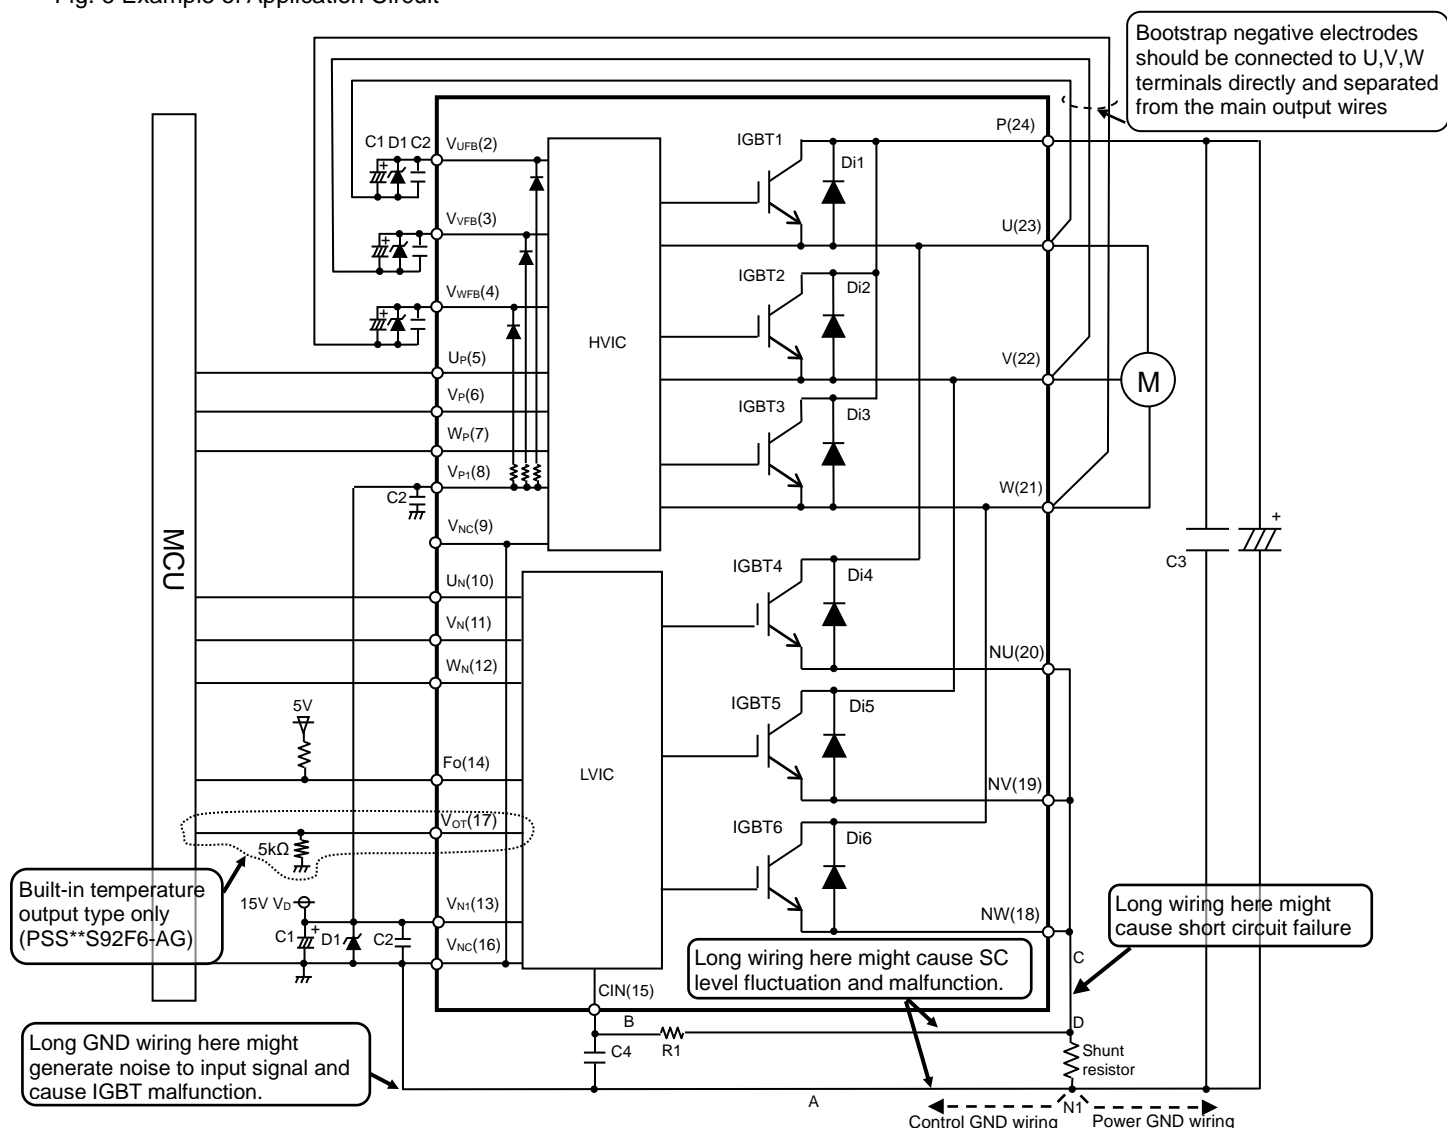 Fig. 8 Example of Application Circuit
Bootstrap negative electrodes
should be connected to U,V,W
terminals directly and separated
from the main output wires
P(24)
IGBT1
Di1
C1 D1 C2
+
VUFB(2)
U(23)
+
VVFB(3)
IGBT2
Di2
+
VWFB(4)
HVIC
UP(5)
V(22)
M
VP(6)
IGBT3
Di3
WP(7)
VP1(8)
C2
W(21)
VNC(9)
+
C3
MCU
IGBT4
Di4
UN(10)
VN(11)
NU(20)
WN(12)
IGBT5
Di5
5V
Fo(14)
LVIC
NV(19)
VOT(17)
5kΩ
IGBT6
Di6
Built-in temperature
output type only
(PSS**S92F6-AG)
15V VD
VN1(13)
C1
+
D1
C2
VNC(16)
NW(18)
Long wiring here might
cause short circuit failure
Long wiring here might cause SC
level fluctuation and malfunction.
C
CIN(15)
B
D
R1
C4
Shunt
resistor
Long GND wiring here might
generate noise to input signal and
cause IGBT malfunction.
A
N1
Control GND wiring
Power GND wiring